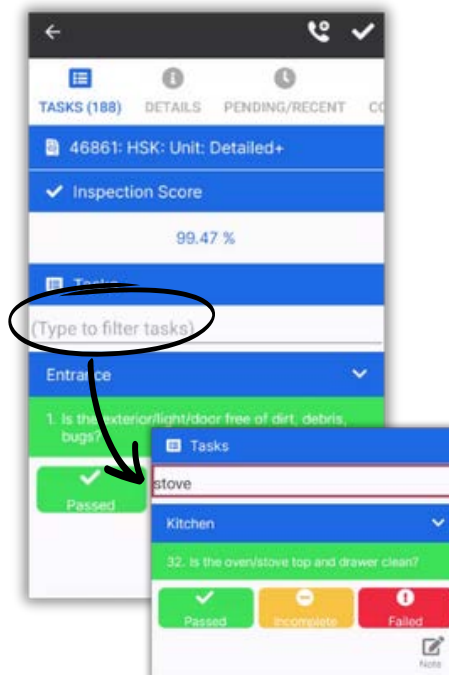 TASKS (188) DETAILS PENDING/RECENT CO
46861: HSK: Unit: Detailed+
Inspection Score
99.47 %
Tasks
(Type to filter tasks)
Entrance
1. Is the exterior/light/door free of dirt, debris,
bugs?
Passed
Tasks
stove
Kitchen
32. Is the oven/stove top and drawer clean?
Passed Incomplete Failed
Note